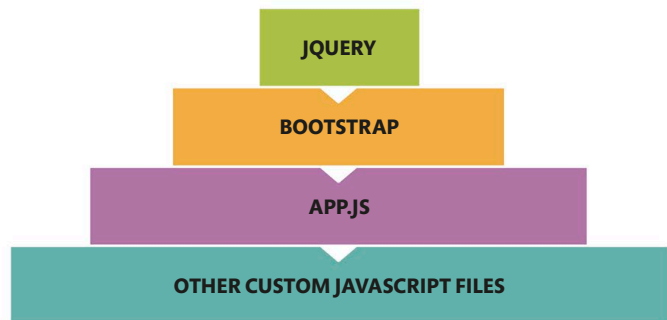 JQUERY
BOOTSTRAP
APP.JS
OTHER CUSTOM JAVASCRIPT FILES